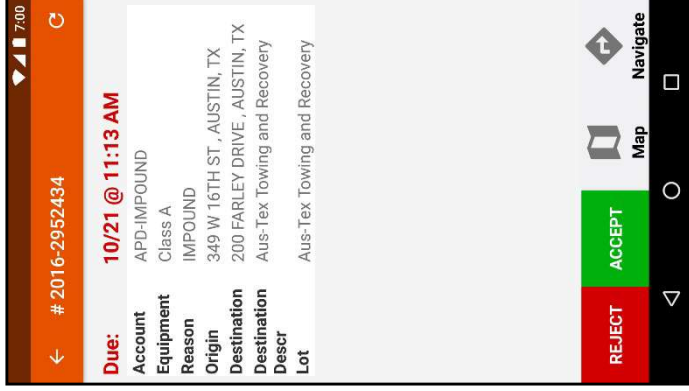 7:00
# 2016-2952434
Due: 10/21 @ 11:13 AM
Account APD-IMPOUND
Equipment Class A
Reason IMPOUND
Origin 349 W 16TH ST , AUSTIN, TX
Destination 200 FARLEY DRIVE , AUSTIN, TX
Destination Aus-Tex Towing and Recovery
Descr
Lot Aus-Tex Towing and Recovery
REJECT ACCEPT Map Navigate